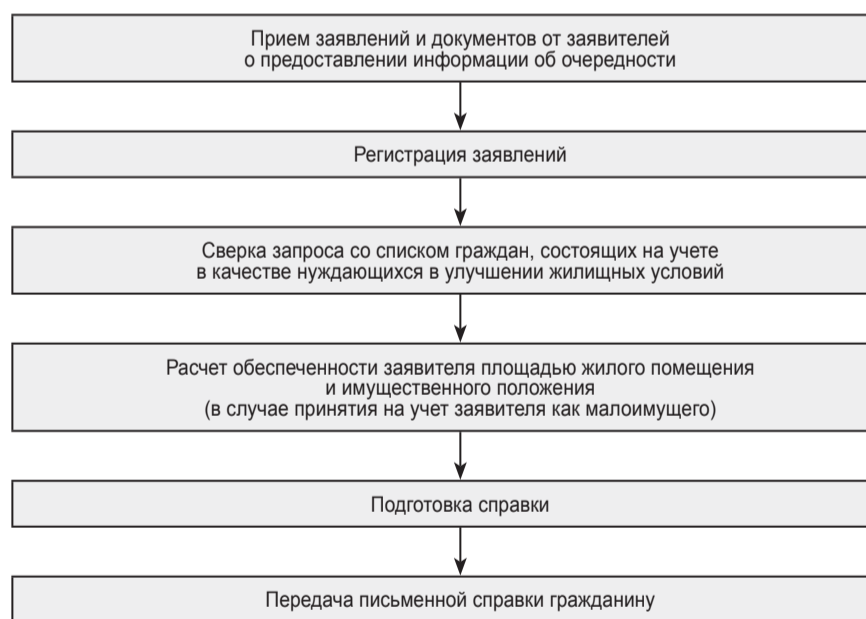 Прием заявлений и документов от заявителей
о предоставлении информации об очередности
Регистрация заявлений
Сверка запроса со списком граждан, состоящих на учете
в качестве нуждающихся в улучшении жилищных условий
Расчет обеспеченности заявителя площадью жилого помещения
и имущественного положения
(в случае принятия на учет заявителя как малоимущего)
Подготовка справки
Передача письменной справки гражданину